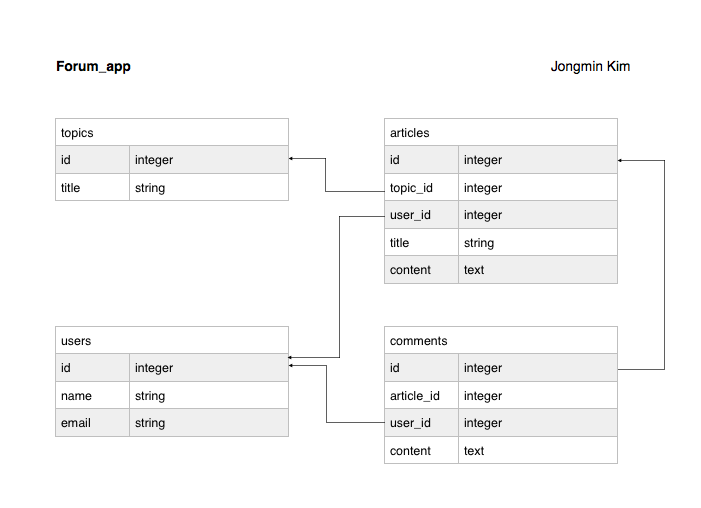 Forum_app
Jongmin Kim
topics
id integer
title string
articles
id integer
topic_id integer
user_id integer
title string
content text
users
id integer
name string
email string
comments
id integer
article_id integer
user_id integer
content text